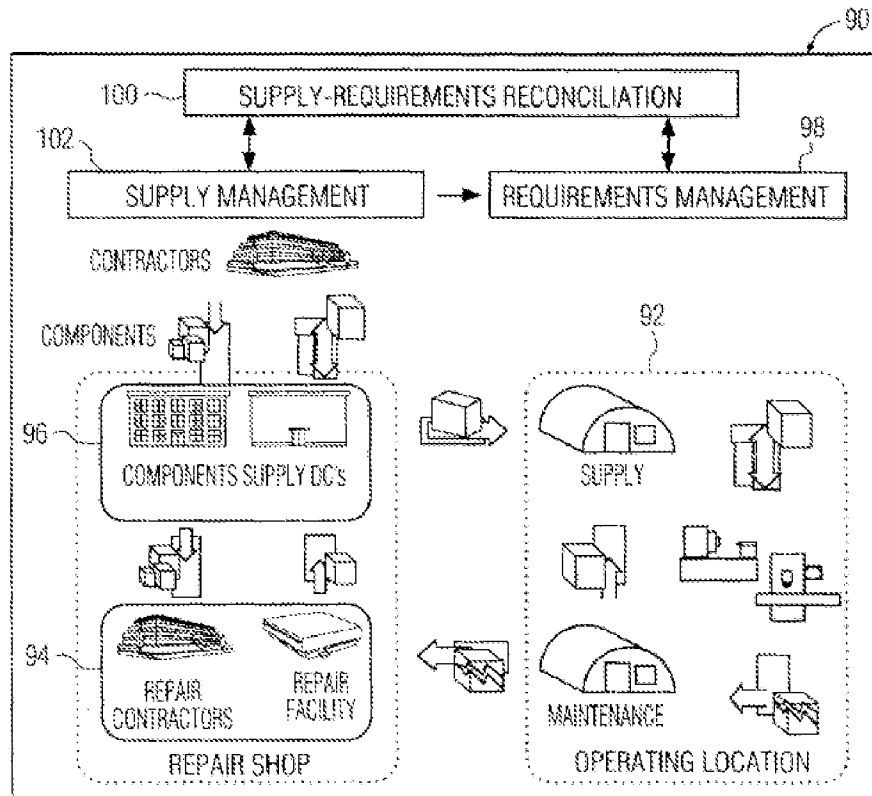 90
100
SUPPLY-REQUIREMENTS RECONCILIATION
102
98
SUPPLY MANAGEMENT
REQUIREMENTS MANAGEMENT
CONTRACTORS
COMPONENTS
92
96
COMPONENTS SUPPLY DC's
SUPPLY
94
REPAIR
CONTRACTORS
REPAIR
FACILITY
MAINTENANCE
REPAIR SHOP
OPERATING LOCATION